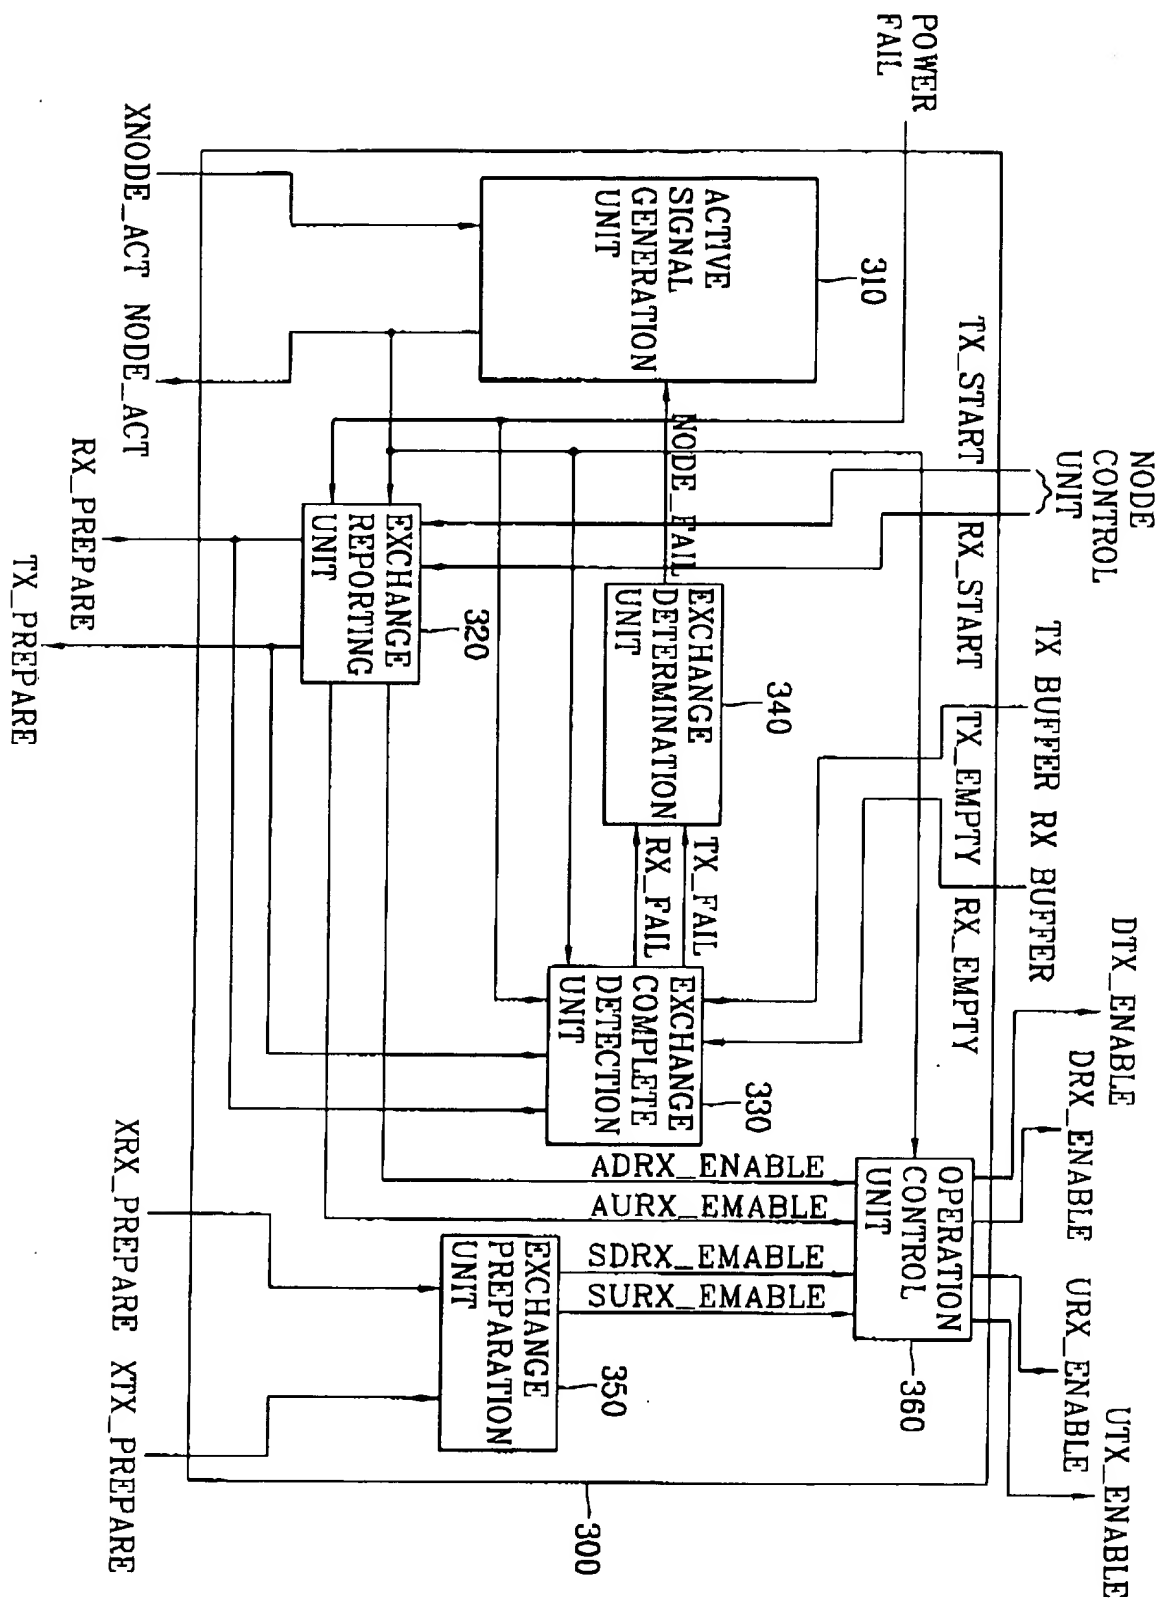 NODE
CONTROL
UNIT
TX BUFFER
RX BUFFER
DTX_ENABLE
DRX_ENABLE
URX_ENABLE
UTX_ENABLE
POWER
FAIL
TX_START
RX_START
TX_EMPTY
RX_EMPTY
310
ACTIVE
SIGNAL
GENERATION
UNIT
NODE_FAIL
340
EXCHANGE
DETERMINATION
UNIT
TX_FAIL
RX_FAIL
330
EXCHANGE
COMPLETE
DETECTION
UNIT
OPERATION
CONTROL
UNIT
360
ADRX_ENABLE
AURX_EMABLE
SDRX_EMABLE
SURX_EMABLE
320
EXCHANGE
REPORTING
UNIT
350
EXCHANGE
PREPARATION
UNIT
300
XNODE_ACT
NODE_ACT
RX_PREPARE
TX_PREPARE
XRX_PREPARE
XTX_PREPARE